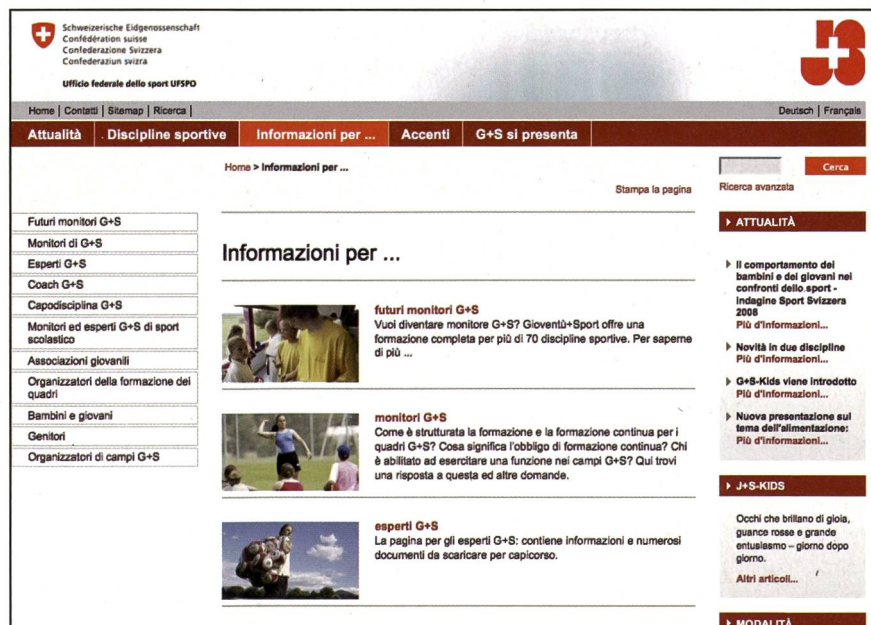 Schweizerische Eidgenossenschaft
Confédération suisse
Confederazione Svizzera
Confederaziun svizra
Ufficio federale dello sport UFSPO
Home | Contatti | Sitemap | Ricerca |
Deutsch | Français
Attualità
Discipline sportive
Informazioni per ...
Accenti
G+S si presenta
Home > Informazioni per ...
Cerca
Stampa la pagina
Ricerca avanzata
Futuri monitori G+S
Monitori di G+S
Esperti G+S
Coach G+S
Capodisciplina G+S
Monitori ed esperti G+S di sport
scolastico
Associazioni giovanili
Organizzatori della formazione dei
quadri
Bambini e giovani
Genitori
Organizzatori di campi G+S
Informazioni per ...
futuri monitori G+S
Vuoi diventare monitore G+S? Gioventù+Sport offre una
formazione completa per più di 70 discipline sportive. Per saperne
di più ...
monitori G+S
Come è strutturata la formazione e la formazione continua per i
quadri G+S? Cosa significa l'obbligo di formazione continua? Chi
è abilitato ad esercitare una funzione nei campi G+S? Qui trovi
una risposta a questa ed altre domande.
esperti G+S
La pagina per gli esperti G+S: contiene informazioni e numerosi
documenti da scaricare per capicorso.
ATTUALITÀ
Il comportamento dei
bambini e dei giovani nei
confronti dello sport -
indagine Sport Svizzera
2008
Più d'informazioni...
Novità in due discipline
Più d'informazioni...
G+S-Kids viene introdotto
Più d'informazioni...
Nuova presentazione sul
tema dell'alimentazione:
Più d'informazioni...
J+S-KIDS
Occhi che brillano di gioia,
guance rosse e grande
entusiasmo – giorno dopo
giorno.
Altri articoli...
MODALITÀ